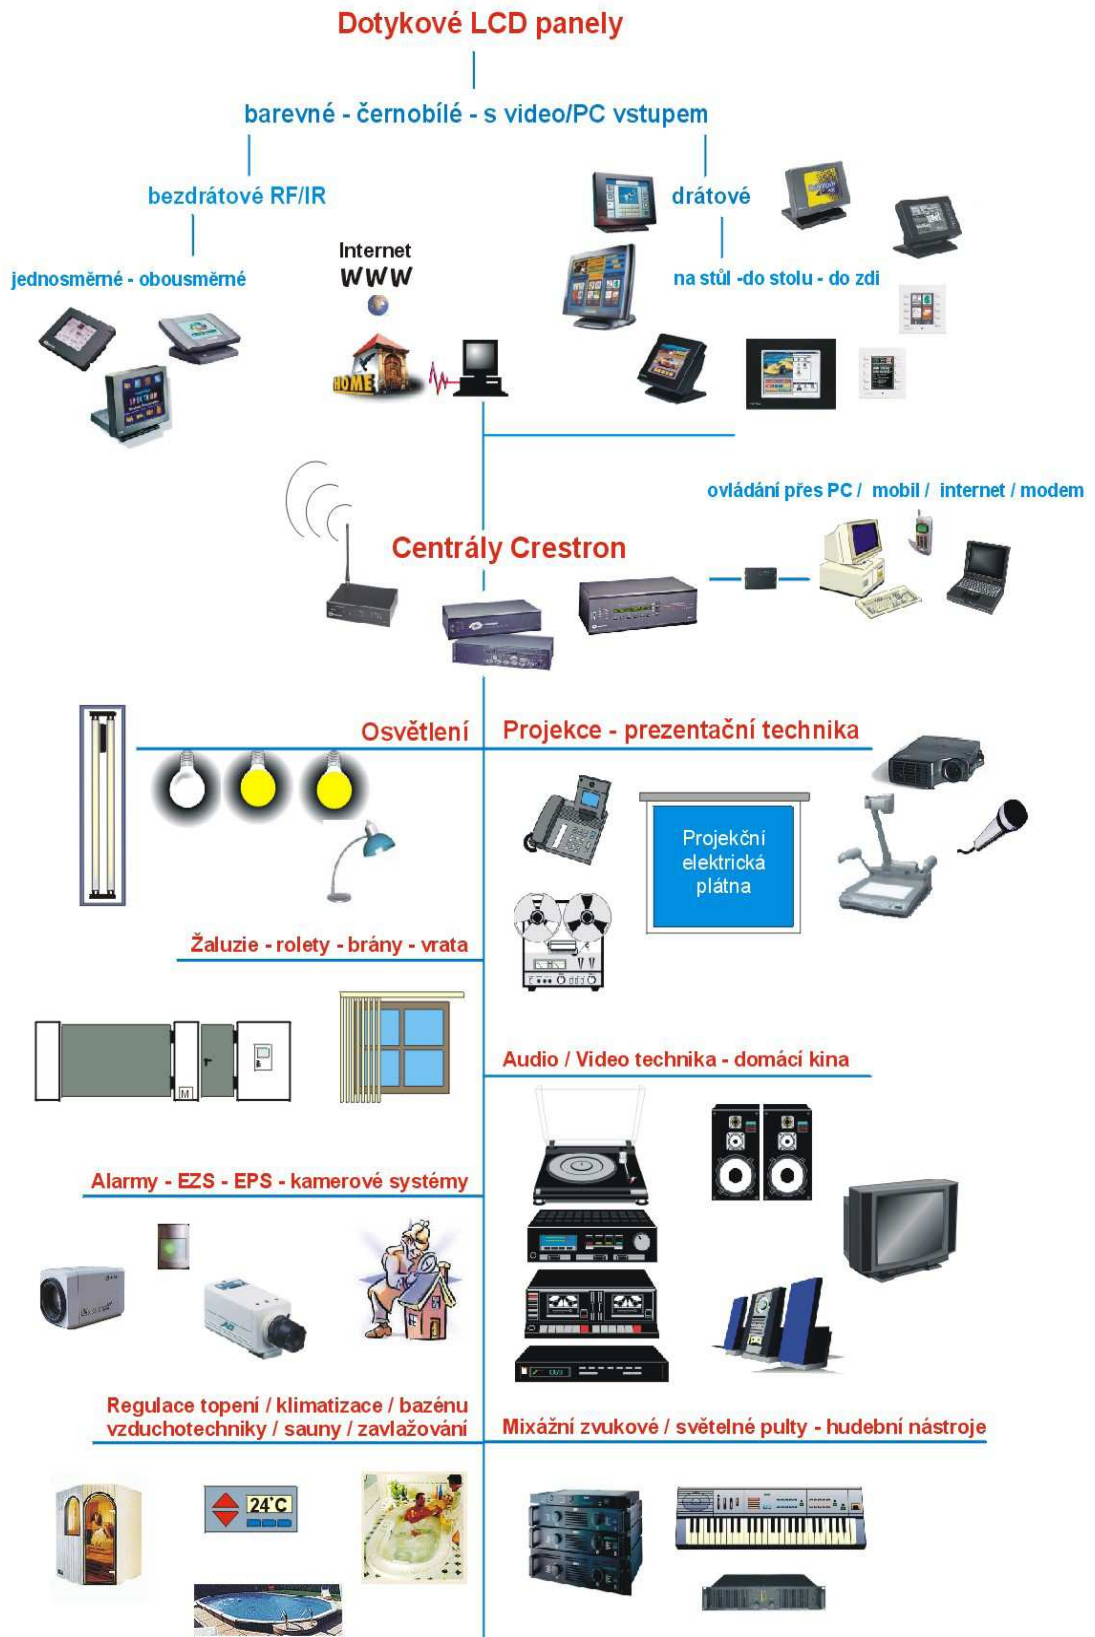 Dotykové LCD panely
barevné - černobílé - s video/PC vstupem
bezdrátové RF/IR
drátové
jednosměrné - obousměrné
Internet
WWW
na stůl -do stolu - do zdi
HOME
ovládání přes PC / mobil / internet / modem
Centrály Crestron
Osvětlení
Projekce - prezentační technika
Projekční
elektrická
plátna
Žaluzie - rolety - brány - vrata
M
Audio / Video technika - domácí kina
Alarmy - EZS - EPS - kamerové systémy
Regulace topení / klimatizace / bazénu
vzduchotechniky / sauny / zavlažování
Mixážní zvukové / světelné pulty - hudební nástroje
24°C